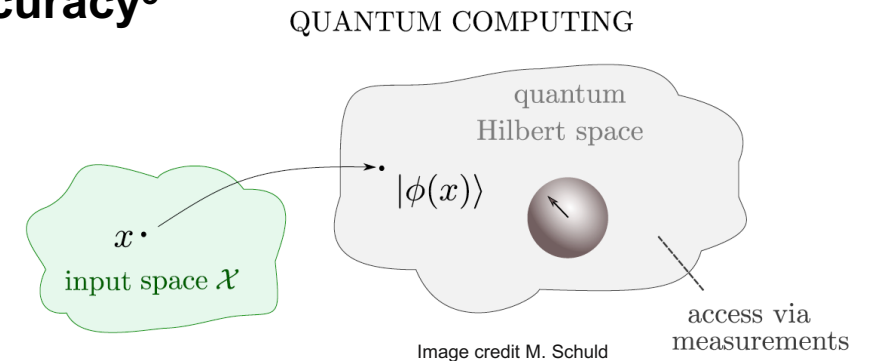 QUANTUM COMPUTING
quantum
Hilbert space
|ϕ(x)⟩
x
input space 𝒳
access via
measurements
Image credit M. Schuld